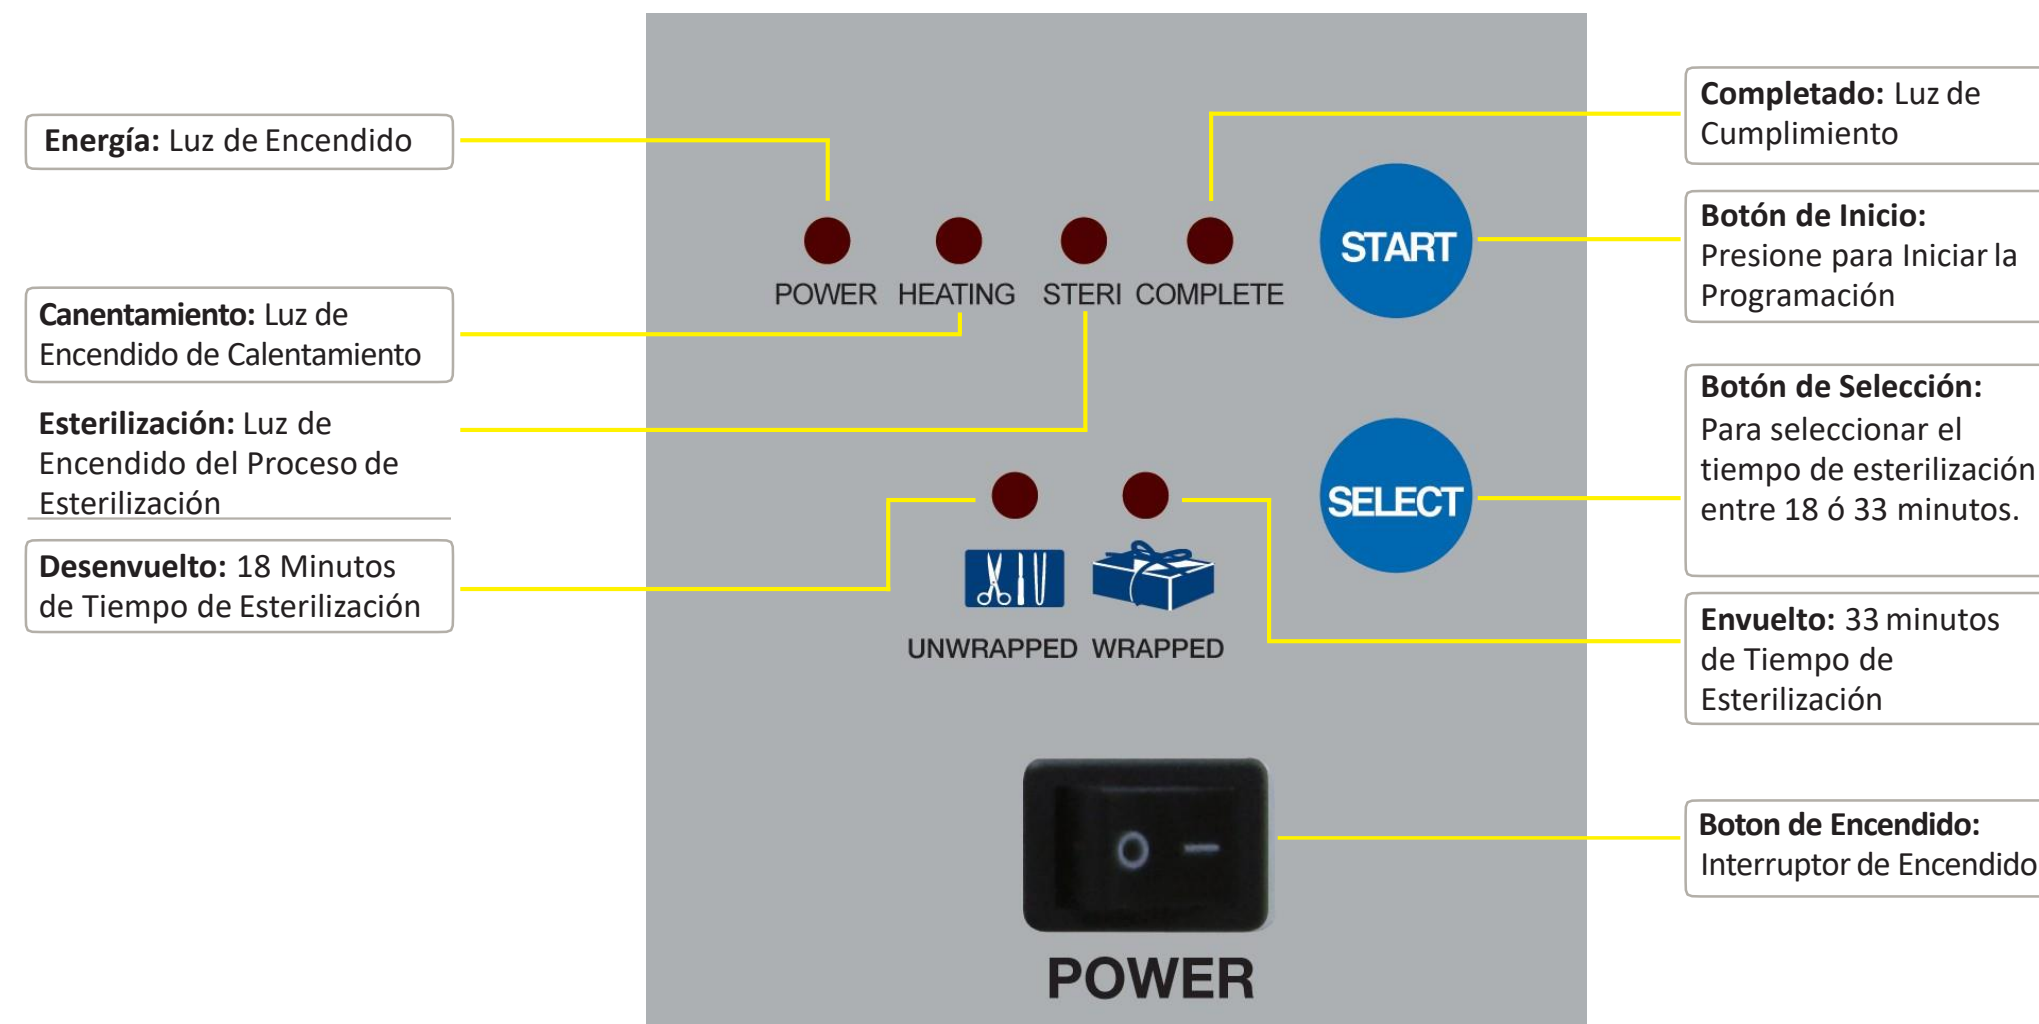 Energía: Luz de Encendido
Canentamiento: Luz de
Encendido de Calentamiento
Esterilización: Luz de
Encendido del Proceso de
Esterilización
Desenvuelto: 18 Minutos
de Tiempo de Esterilización
POWER HEATING STERI COMPLETE
START
SELECT
UNWRAPPED WRAPPED
O —
POWER
Completado: Luz de
Cumplimiento
Botón de Inicio:
Presione para Iniciar la
Programación
Botón de Selección:
Para seleccionar el
tiempo de esterilización
entre 18 ó 33 minutos.
Envuelto: 33 minutos
de Tiempo de
Esterilización
Boton de Encendido:
Interruptor de Encendido